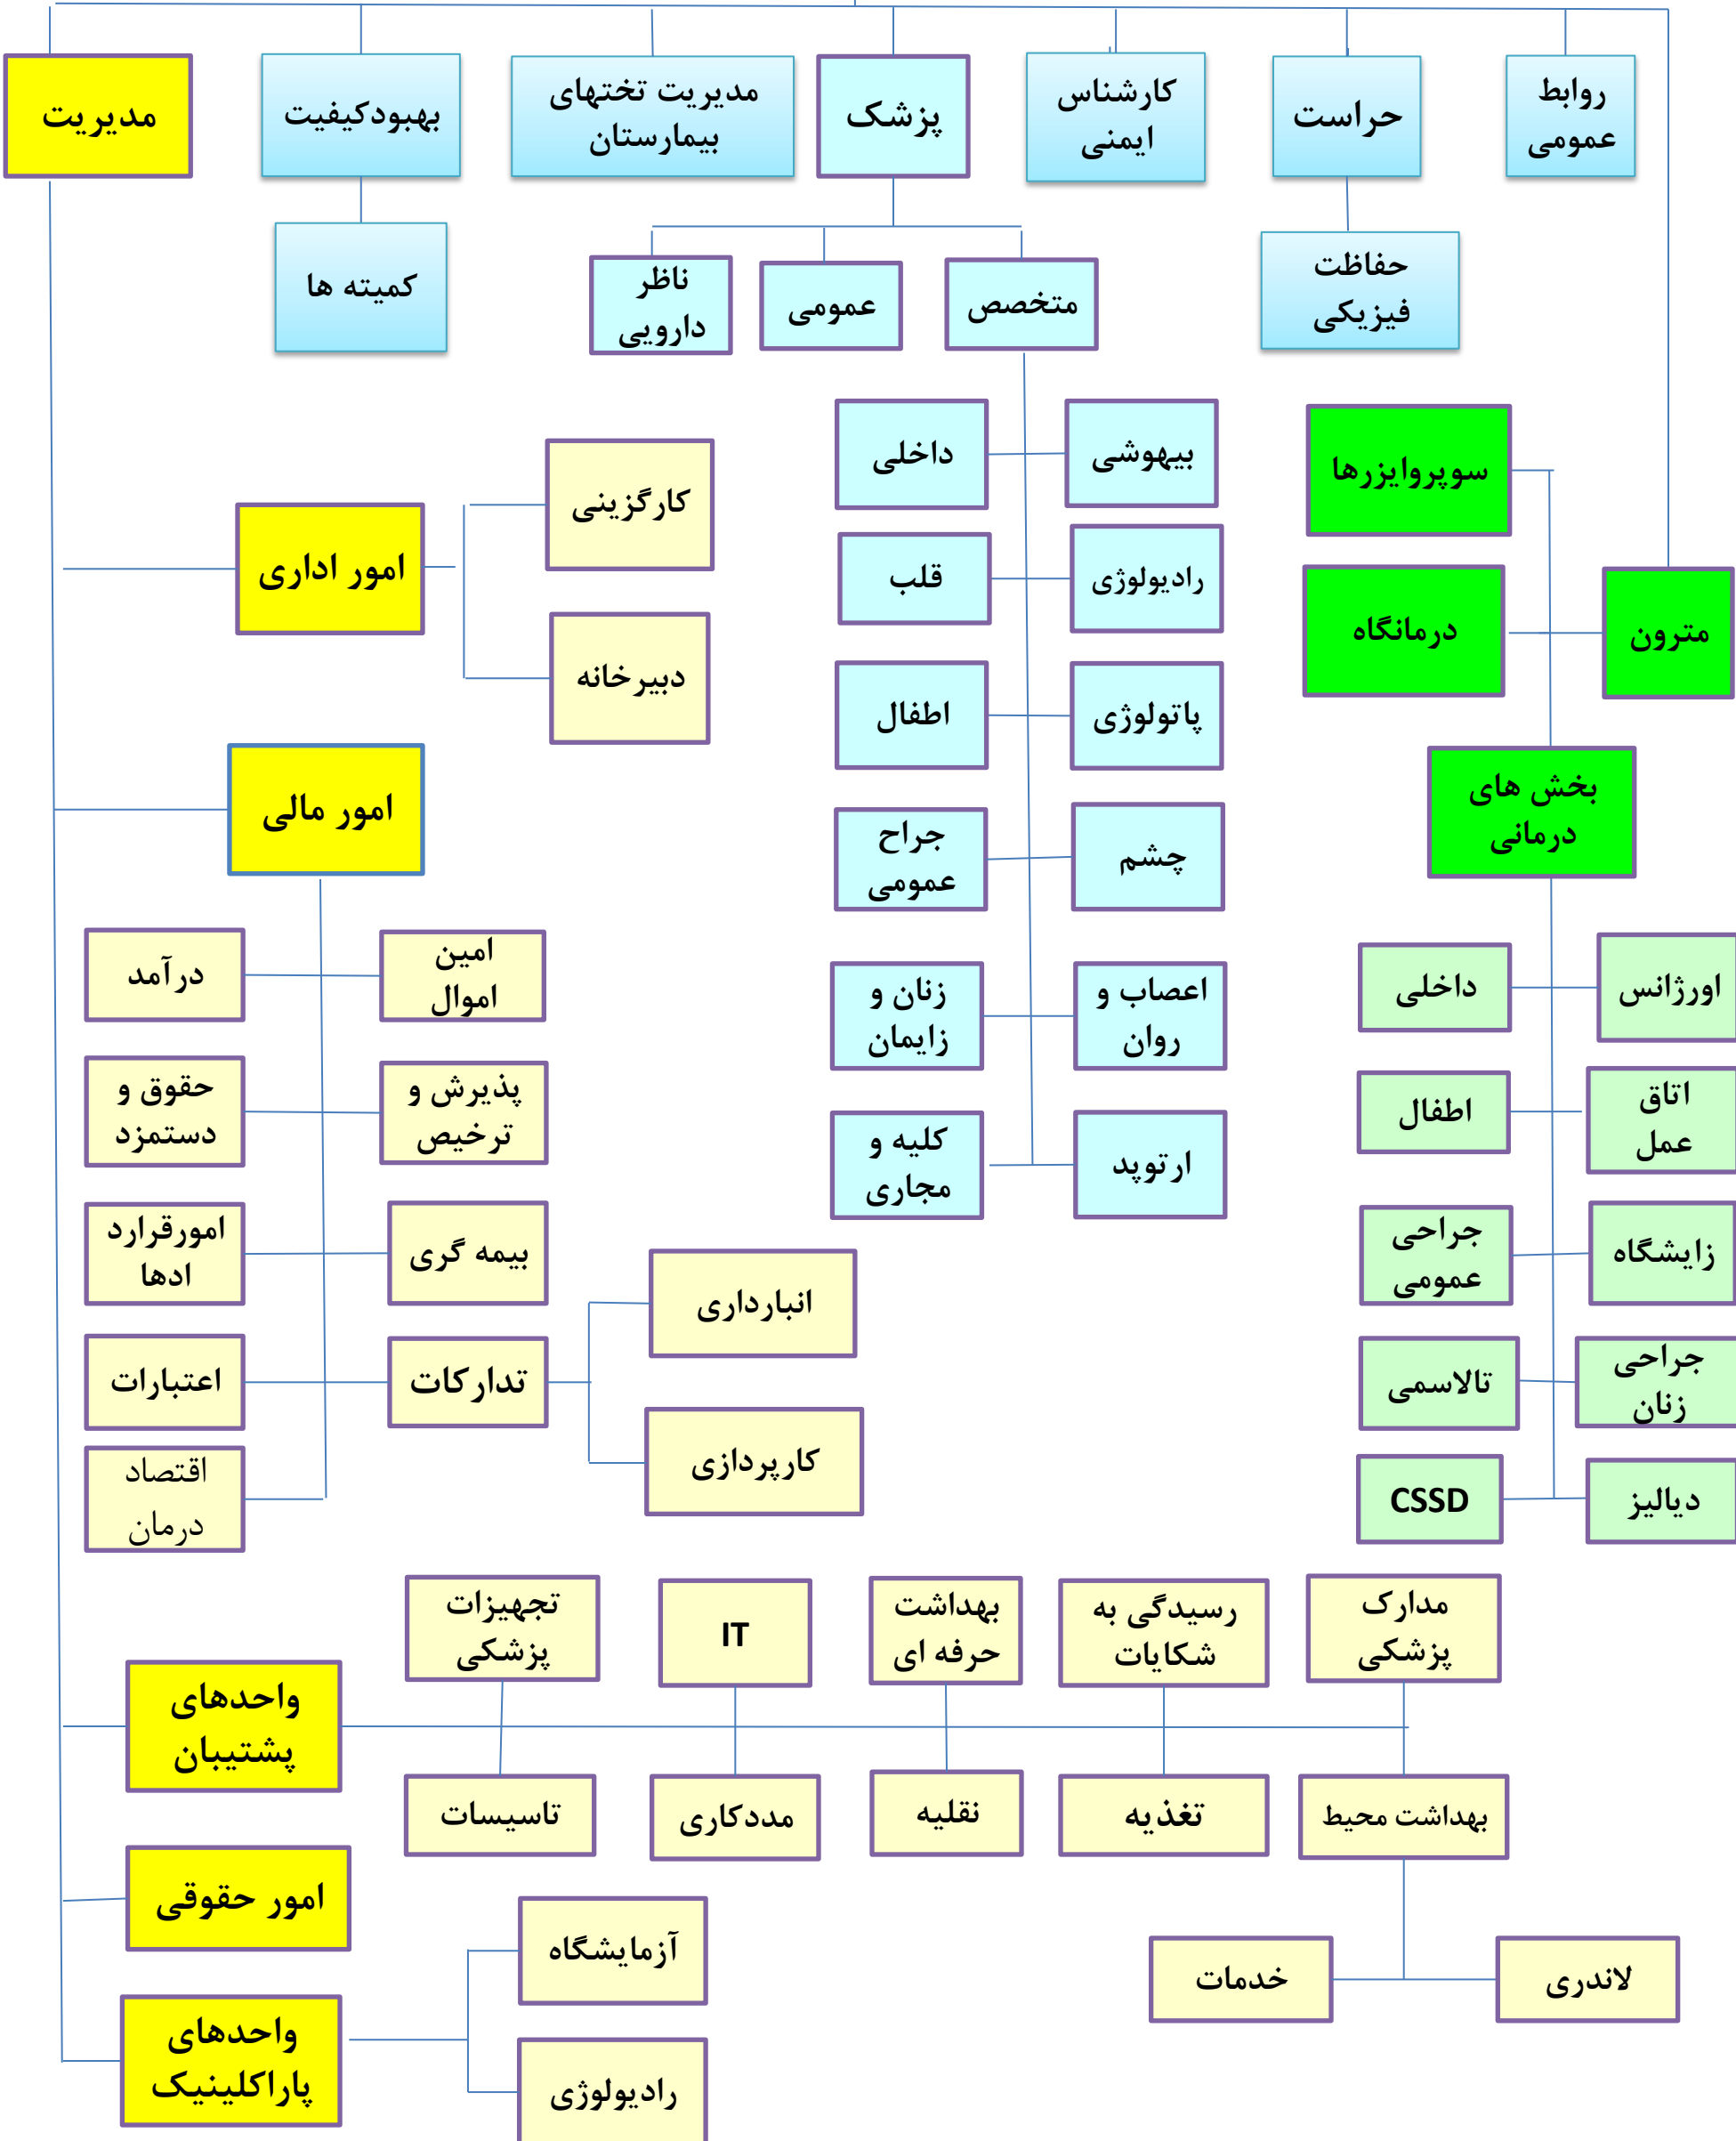 روابط
عمومی
حراست
کارشناس
ایمنی
پزشک
مدیریت تختهای
بیمارستان
بهبودکیفیت
مدیریت
حفاظت
فیزیکی
متخصص
عمومی
ناظر
دارویی
کمیته ها
سوپروایزرها
بیهوشی
داخلی
کارگزینی
امور اداری
رادیولوژی
قلب
مترون
درمانگاه
دبیرخانه
پاتولوژی
اطفال
بخش های
درمانی
امور مالی
چشم
جراح
عمومی
اورژانس
داخلی
اعصاب و
روان
زنان و
زایمان
امین
اموال
درآمد
اتاق
عمل
اطفال
پذیرش و
ترخیص
حقوق و
دستمزد
ارتوپد
کلیه و
مجاری
زایشگاه
جراحی
عمومی
بیمه گری
امورقرارد
ادها
انبارداری
جراحی
زنان
تالاسمی
تدارکات
اعتبارات
کارپردازی
دیالیز
CSSD
اقتصاد
درمان
مدارک
پزشکی
رسیدگی به
شکایات
بهداشت
حرفه ای
IT
تجهیزات
پزشکی
واحدهای
پشتیبان
بهداشت محیط
تغذیه
نقلیه
مددکاری
تاسیسات
امور حقوقی
لاندری
خدمات
آزمایشگاه
واحدهای
پاراکلینیک
رادیولوژی